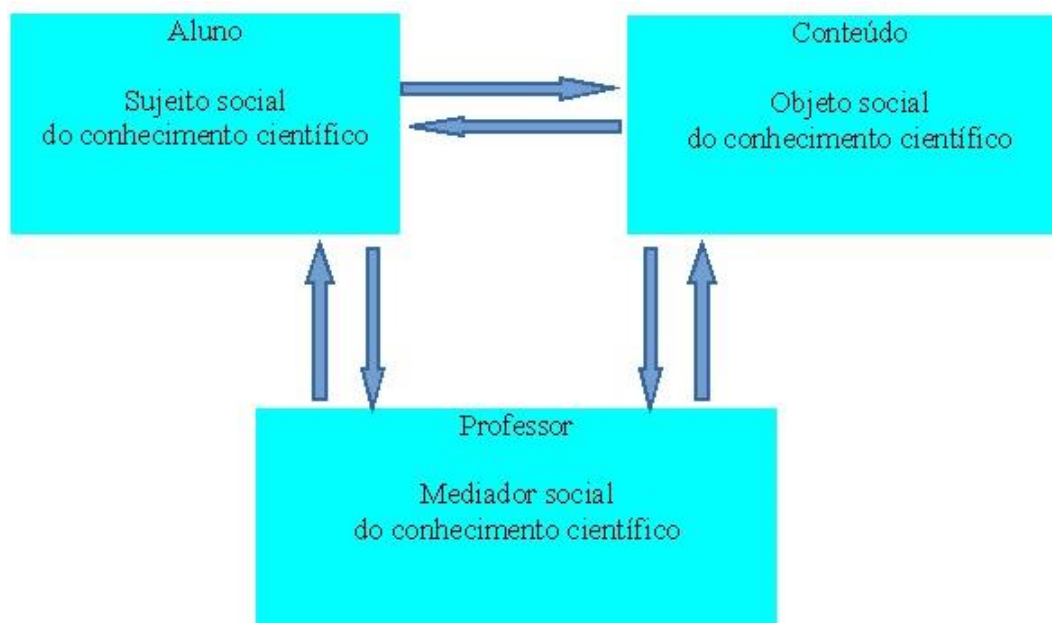 Aluno
Sujeito social
do conhecimento científico
Conteúdo
Objeto social
do conhecimento científico
Professor
Mediador social
do conhecimento científico